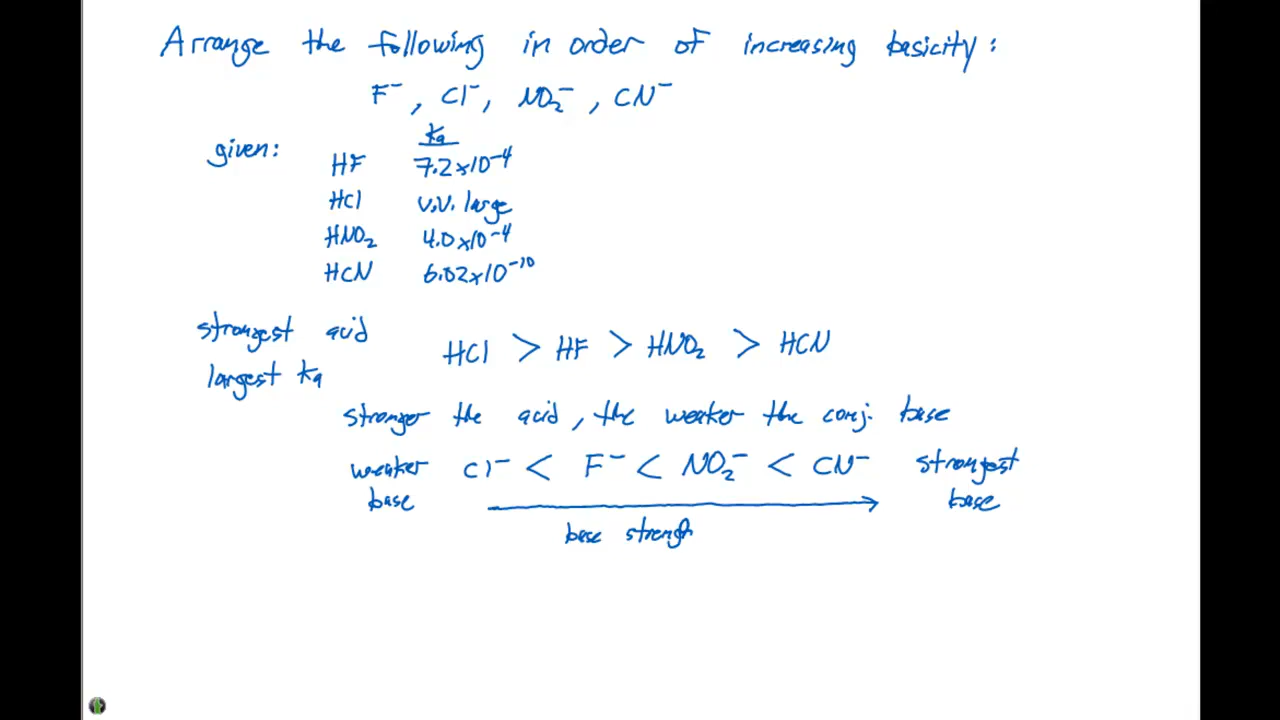 Arrange the following in order of increasing basicity:
F⁻, Cl⁻, NO₂⁻, CN⁻
given:
Ka
HF 7.2x10⁻⁴
HCl v.v. large
HNO₂ 4.0x10⁻⁴
HCN 6.02x10⁻¹⁰
strongest acid
largest Ka
HCl > HF > HNO₂ > HCN
stronger the acid, the weaker the conj. base
weaker base
Cl⁻ < F⁻ < NO₂⁻ < CN⁻
strongest base
base strength